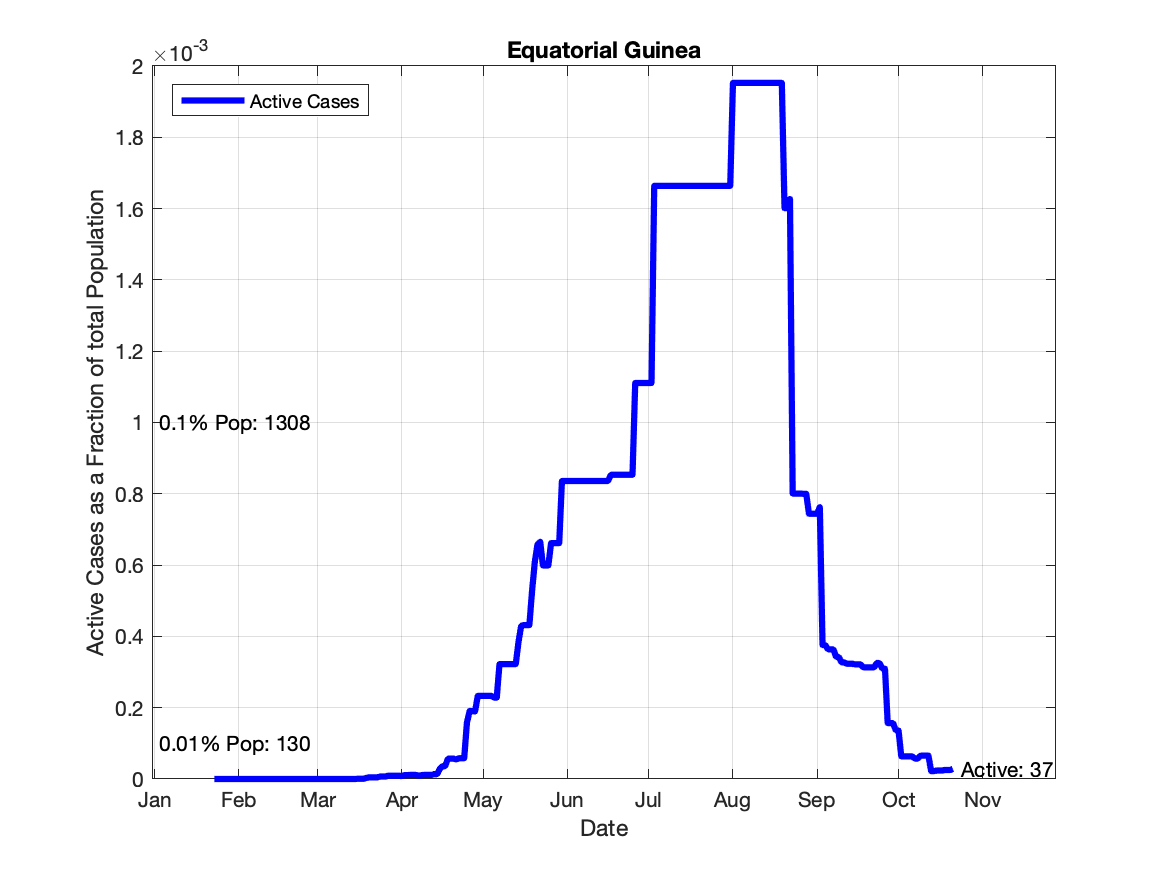 Equatorial Guinea
×10-3
Active Cases
2
1.8
1.6
1.4
1.2
1
0.8
0.6
0.4
0.2
0
Active Cases as a Fraction of total Population
0.1% Pop: 1308
0.01% Pop: 130
Active: 37
Jan Feb Mar Apr May Jun Jul Aug Sep Oct Nov
Date